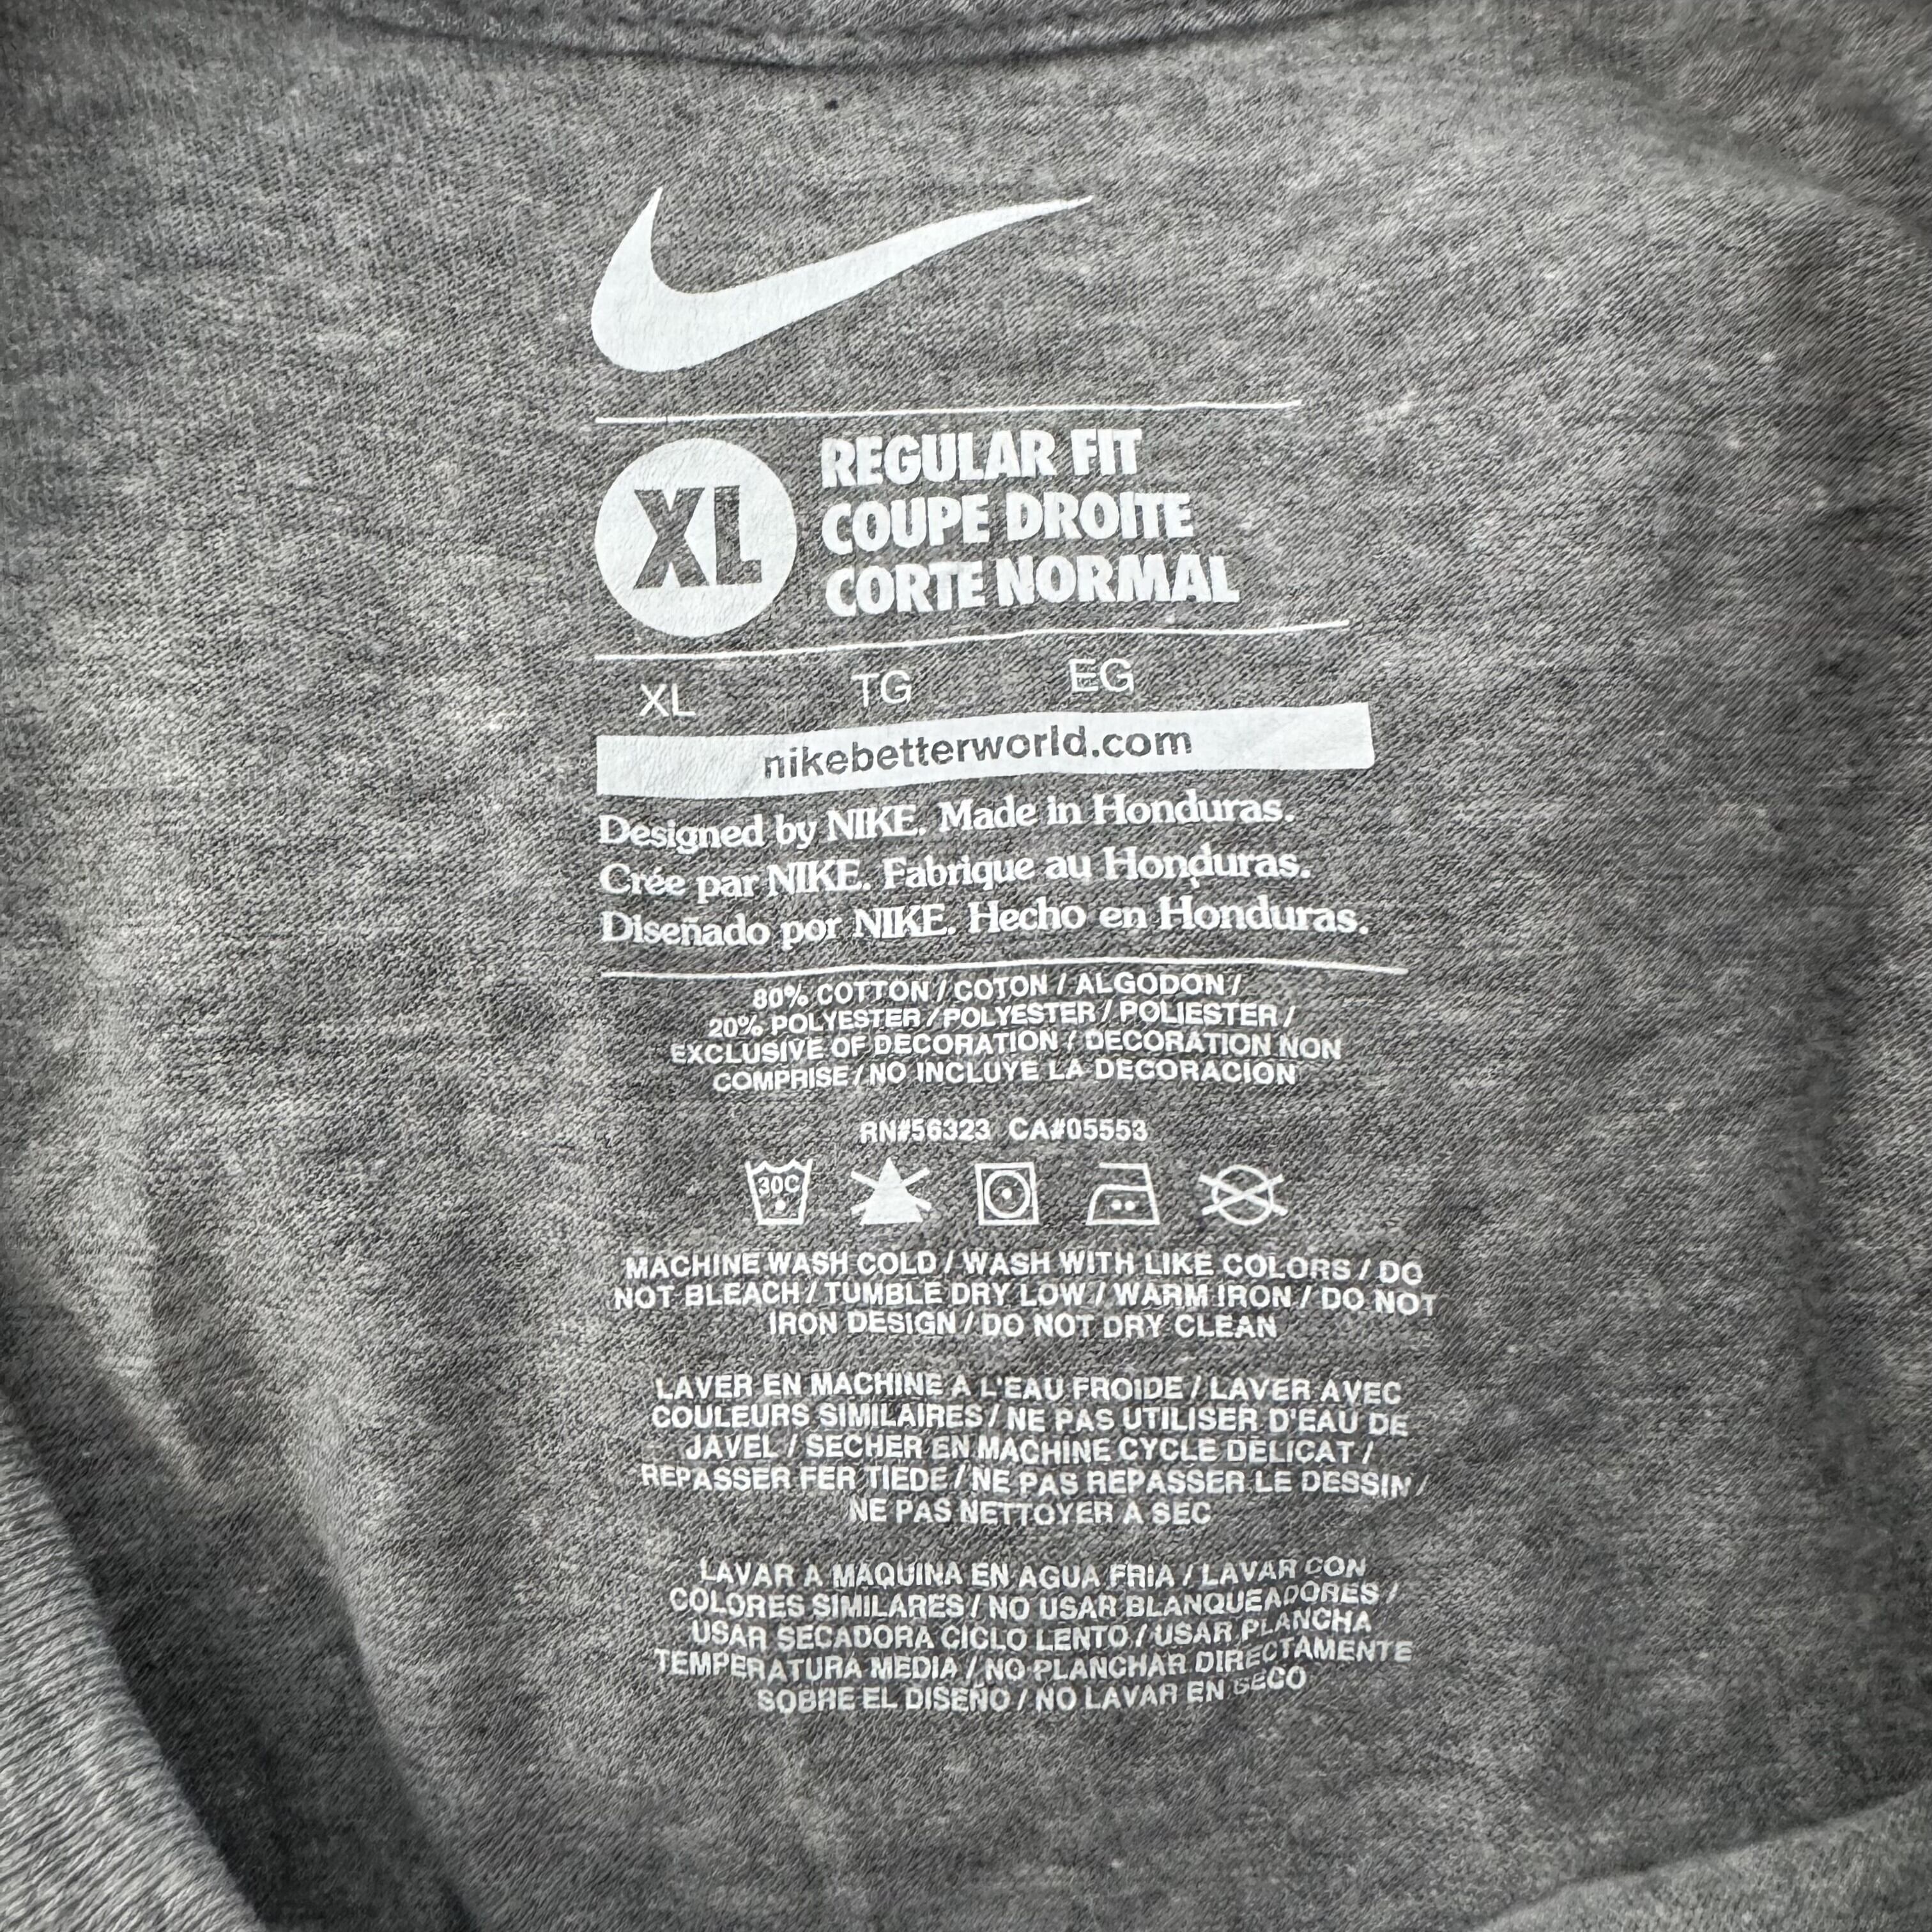 XL
REGULAR FIT
COUPE DROITE
CORTE NORMAL
XL TG EG
nikebetterworld.com
Designed by NIKE. Made in Honduras.
Crée par NIKE. Fabrique au Honduras.
Diseñado por NIKE. Hecho en Honduras.
80% COTTON / COTON / ALGODON /
20% POLYESTER / POLYESTER / POLIESTER /
EXCLUSIVE OF DECORATION / DECORATION NON
COMPRISE / NO INCLUYE LA DECORACION
RN#56323 CA#05553
30C
MACHINE WASH COLD / WASH WITH LIKE COLORS / DO
NOT BLEACH / TUMBLE DRY LOW / WARM IRON / DO NOT
IRON DESIGN / DO NOT DRY CLEAN
LAVER EN MACHINE A L'EAU FROIDE / LAVER AVEC
COULEURS SIMILAIRES / NE PAS UTILISER D'EAU DE
JAVEL / SECHER EN MACHINE CYCLE DELICAT /
REPASSER FER TIEDE / NE PAS REPASSER LE DESSIN /
NE PAS NETTOYER A SEC
LAVAR A MAQUINA EN AGUA FRIA / LAVAR CON
COLORES SIMILARES / NO USAR BLANQUEADORES /
USAR SECADORA CICLO LENTO / USAR PLANCHA
TEMPERATURA MEDIA / NO PLANCHAR DIRECTAMENTE
SOBRE EL DISEÑO / NO LAVAR EN SECO